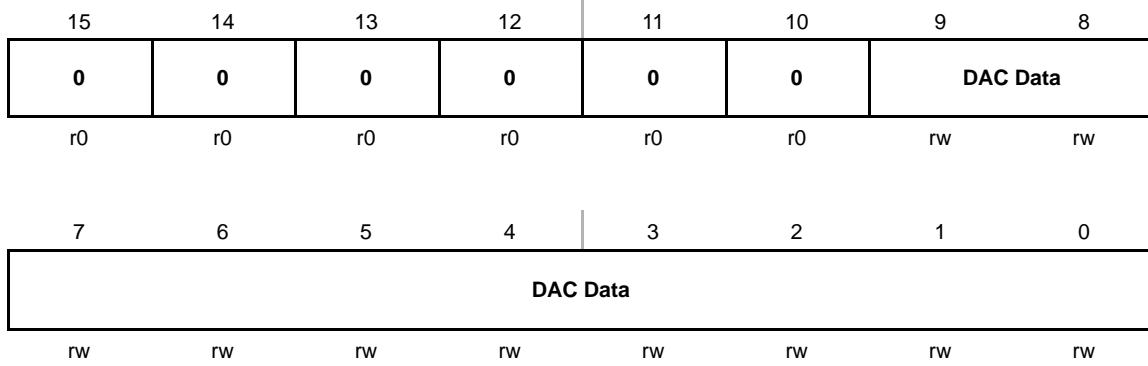 15 14 13 12 11 10 9 8
0 0 0 0 0 0 DAC Data
r0 r0 r0 r0 r0 r0 rw rw
7 6 5 4 3 2 1 0
DAC Data
rw rw rw rw rw rw rw rw